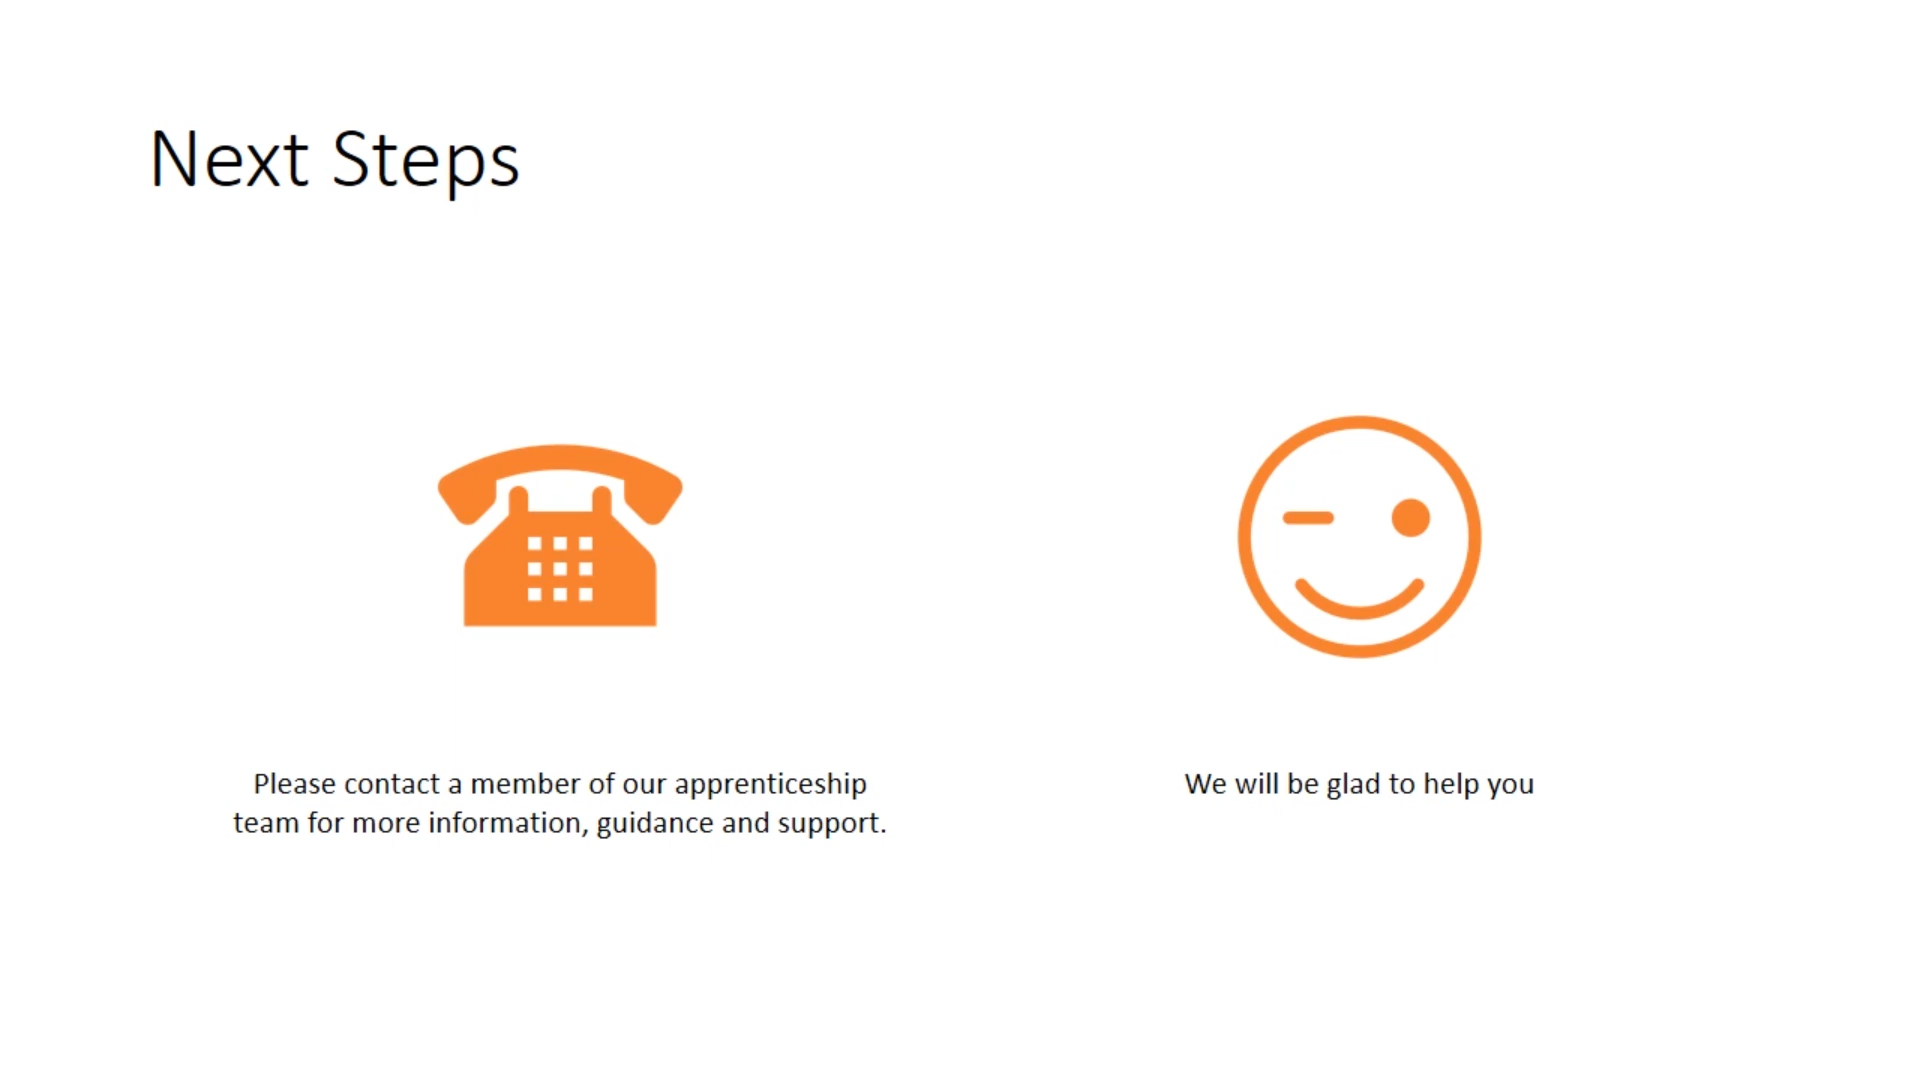 Next Steps
Please contact a member of our apprenticeship
team for more information, guidance and support.
We will be glad to help you